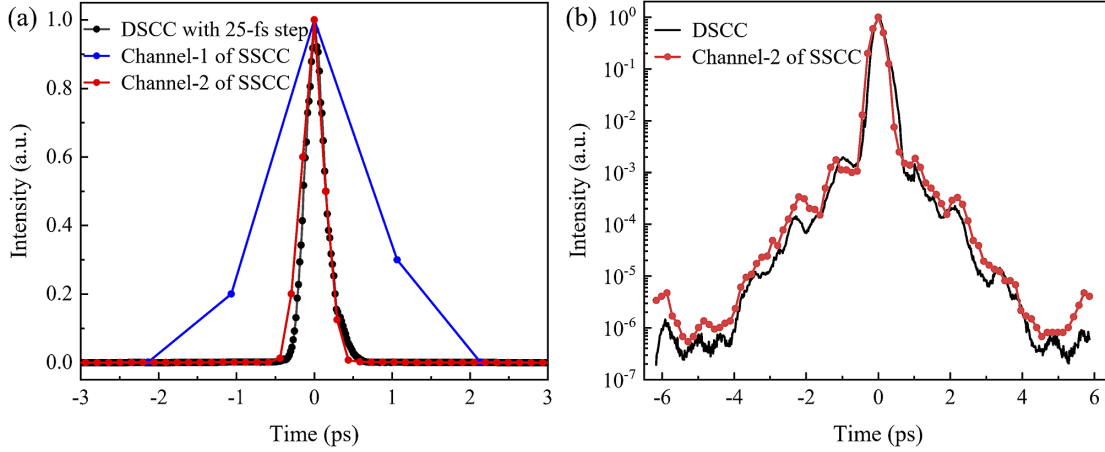 (a)
1.0
0.8
0.6
0.4
0.2
0.0
Intensity (a.u.)
DSCC with 25-fs step
Channel-1 of SSCC
Channel-2 of SSCC
-3 -2 -1 0 1 2 3
Time (ps)
(b)
10⁰
10⁻¹
10⁻²
10⁻³
10⁻⁴
10⁻⁵
10⁻⁶
10⁻⁷
Intensity (a.u.)
DSCC
Channel-2 of SSCC
-6 -4 -2 0 2 4 6
Time (ps)